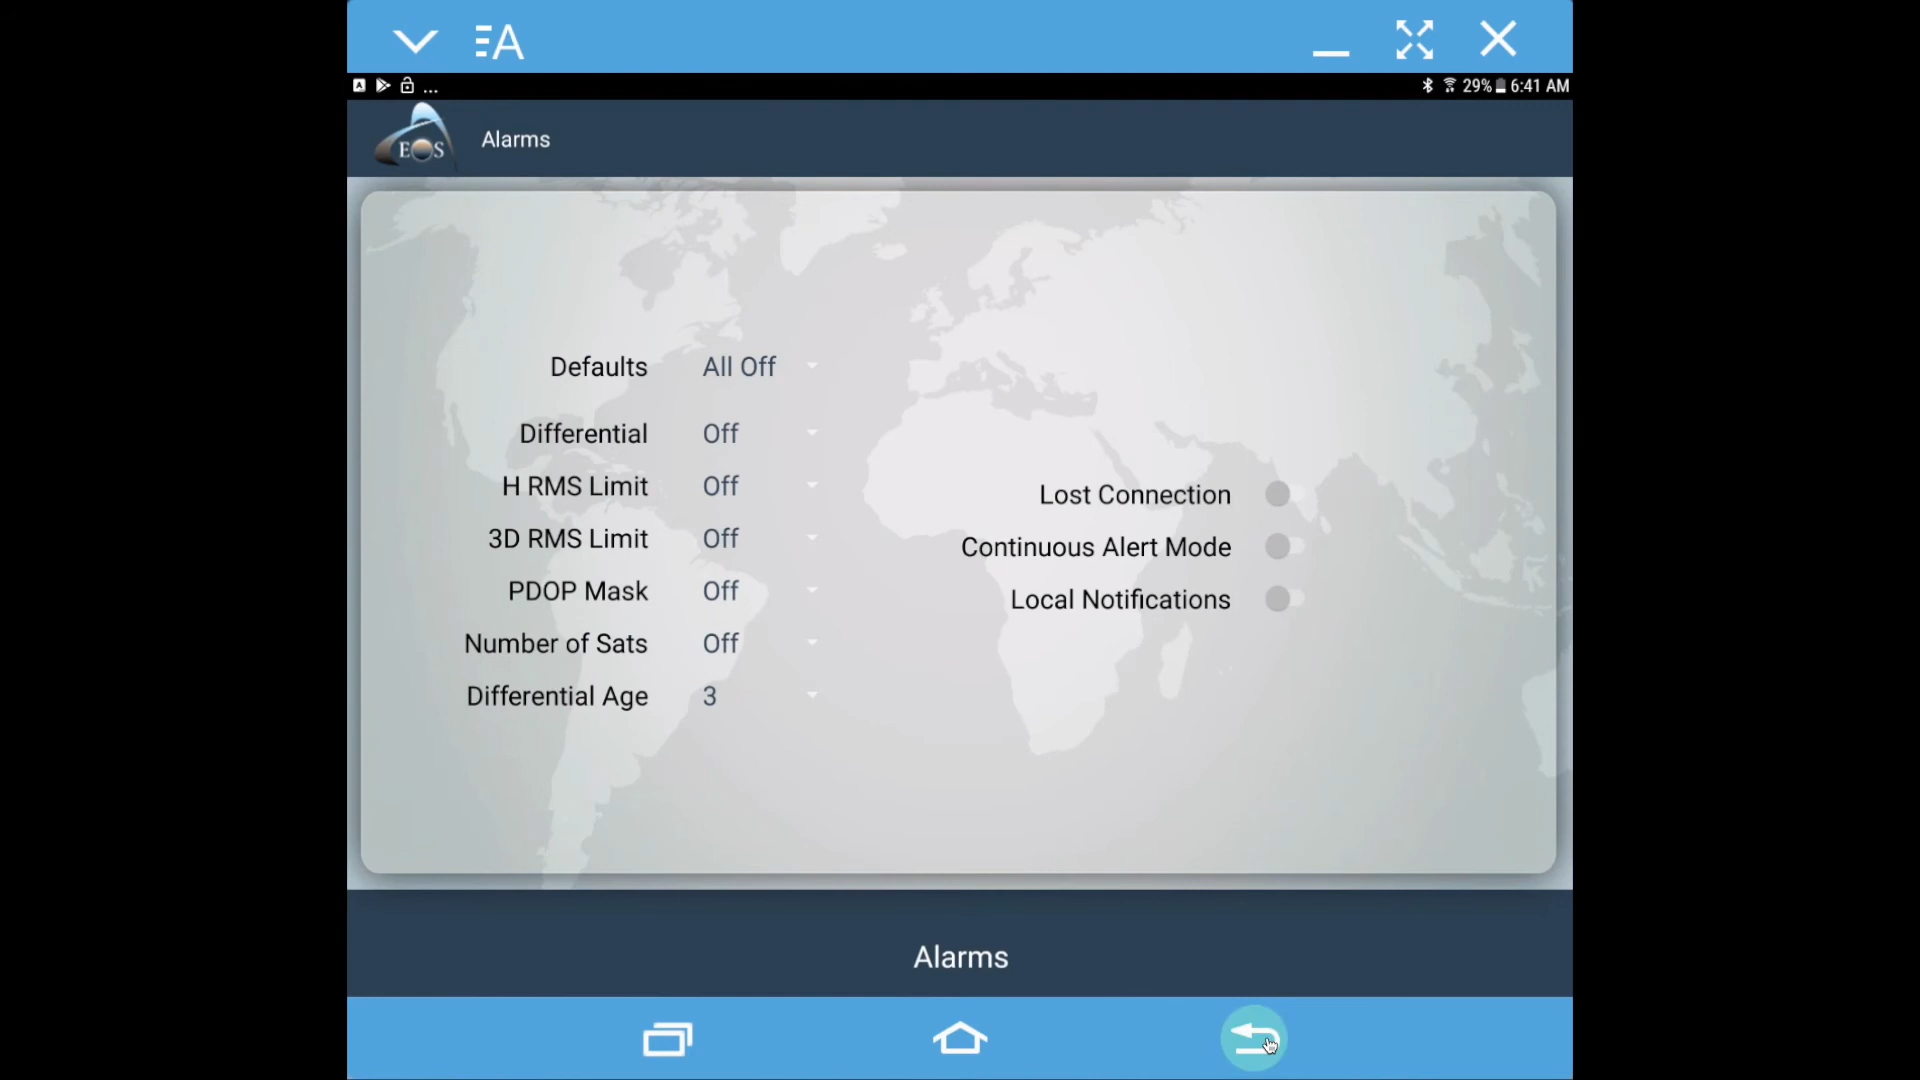 A
...
29% 6:41 AM
EOS
Alarms
Defaults All Off
Differential Off
H RMS Limit Off
3D RMS Limit Off
PDOP Mask Off
Number of Sats Off
Differential Age 3
Lost Connection
Continuous Alert Mode
Local Notifications
Alarms